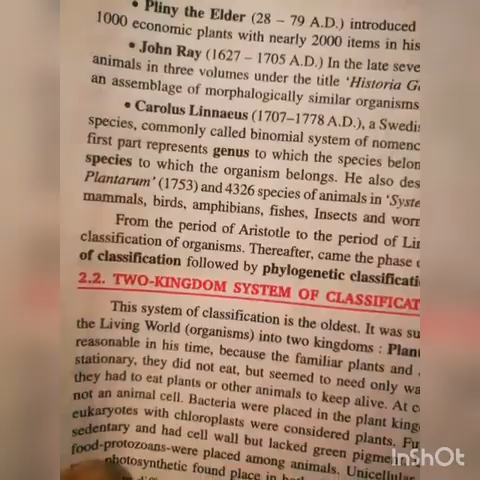 • Pliny the Elder (28 – 79 A.D.) introduced
1000 economic plants with nearly 2000 items in his
• John Ray (1627 – 1705 A.D.) In the late seve
animals in three volumes under the title 'Historia G
an assemblage of morphologically similar organisms
• Carolus Linnaeus (1707–1778 A.D.), a Swedi
species, commonly called binomial system of nomenc
first part represents genus to which the species belon
species to which the organism belongs. He also des
Plantarum' (1753) and 4326 species of animals in 'Syste
mammals, birds, amphibians, fishes, Insects and wor
From the period of Aristotle to the period of Li
classification of organisms. Thereafter, came the phase
of classification followed by phylogenetic classificati
2.2. TWO-KINGDOM SYSTEM OF CLASSIFICAT
This system of classification is the oldest. It was su
the Living World (organisms) into two kingdoms : Plan
reasonable in his time, because the familiar plants and
stationary, they did not eat, but seemed to need only wa
they had to eat plants or other animals to keep alive. At c
not an animal cell. Bacteria were placed in the plant king
eukaryotes with chloroplasts were considered plants. Fu
sedentary and had cell wall but lacked green pigme
food-protozoans-were placed among animals. Unicellular
photosynthetic found place in
InShOt